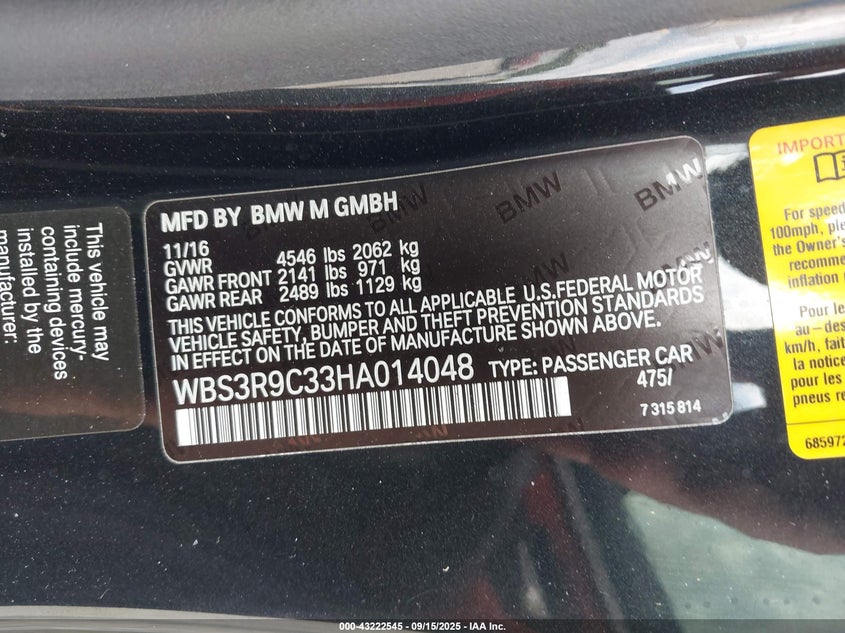 This vehicle may
include mercury-
containing devices
installed by the
manufacturer:
MFD BY BMW M GMBH
11/16
GVWR 4546 lbs 2062 kg
GAWR FRONT 2141 lbs 971 kg
GAWR REAR 2489 lbs 1129 kg
THIS VEHICLE CONFORMS TO ALL APPLICABLE U.S.FEDERAL MOTOR
VEHICLE SAFETY, BUMPER AND THEFT PREVENTION STANDARDS
IN EFFECT ON THE DATE OF MANUFACTURE SHOWN ABOVE.
WBS3R9C33HA014048 TYPE: PASSENGER CAR
475/
7 315 814
BMW
BMW
BMW
For speed
100mph, ple
the Owner's
recomme
inflation
Pour le
au-des
km/h, fait
la notice
pour les
pneus re
685972
000-43222545 - 09/15/2025 - IAA Inc.